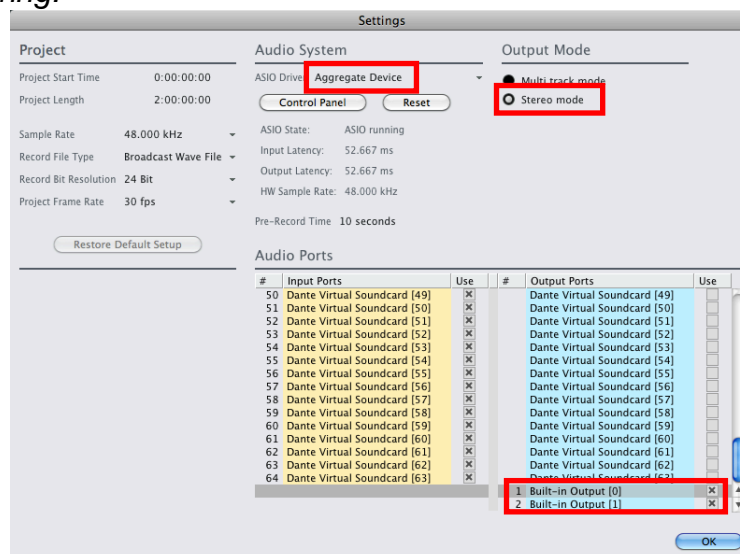 Settings
Project
Project Start Time 0:00:00:00
Project Length 2:00:00:00
Sample Rate 48.000 kHz
Record File Type Broadcast Wave File
Record Bit Resolution 24 Bit
Project Frame Rate 30 fps
Restore Default Setup
Audio System
ASIO Driver Aggregate Device
Control Panel Reset
ASIO State: ASIO running
Input Latency: 52.667 ms
Output Latency: 52.667 ms
HW Sample Rate: 48.000 kHz
Pre-Record Time 10 seconds
Output Mode
Multi track mode
Stereo mode
Audio Ports
# Input Ports Use # Output Ports Use
50 Dante Virtual Soundcard [49] Dante Virtual Soundcard [49]
51 Dante Virtual Soundcard [50] Dante Virtual Soundcard [50]
52 Dante Virtual Soundcard [51] Dante Virtual Soundcard [51]
53 Dante Virtual Soundcard [52] Dante Virtual Soundcard [52]
54 Dante Virtual Soundcard [53] Dante Virtual Soundcard [53]
55 Dante Virtual Soundcard [54] Dante Virtual Soundcard [54]
56 Dante Virtual Soundcard [55] Dante Virtual Soundcard [55]
57 Dante Virtual Soundcard [56] Dante Virtual Soundcard [56]
58 Dante Virtual Soundcard [57] Dante Virtual Soundcard [57]
59 Dante Virtual Soundcard [58] Dante Virtual Soundcard [58]
60 Dante Virtual Soundcard [59] Dante Virtual Soundcard [59]
61 Dante Virtual Soundcard [60] Dante Virtual Soundcard [60]
62 Dante Virtual Soundcard [61] Dante Virtual Soundcard [61]
63 Dante Virtual Soundcard [62] Dante Virtual Soundcard [62]
64 Dante Virtual Soundcard [63] Dante Virtual Soundcard [63]
1 Built-in Output [0]
2 Built-in Output [1]
OK